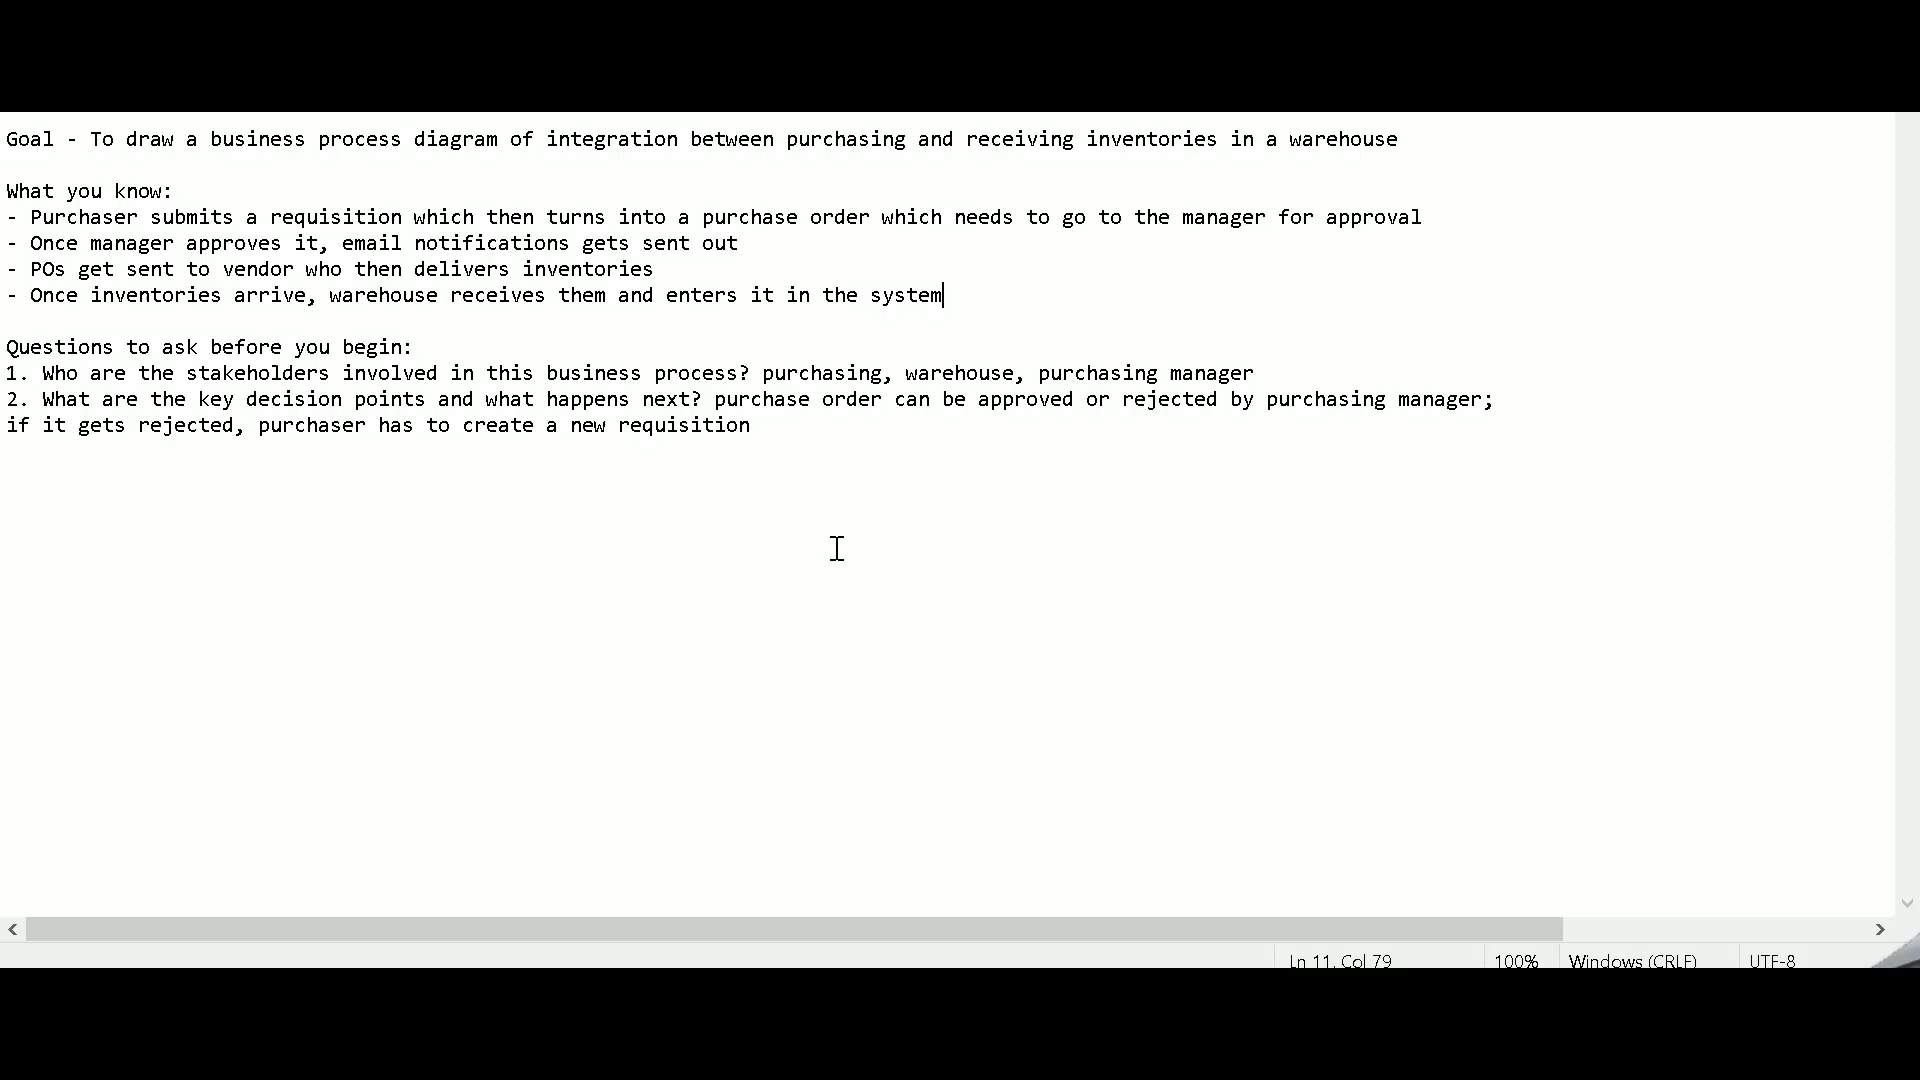 Goal - To draw a business process diagram of integration between purchasing and receiving inventories in a warehouse
What you know:
- Purchaser submits a requisition which then turns into a purchase order which needs to go to the manager for approval
- Once manager approves it, email notifications gets sent out
- POs get sent to vendor who then delivers inventories
- Once inventories arrive, warehouse receives them and enters it in the system
Questions to ask before you begin:
1. Who are the stakeholders involved in this business process? purchasing, warehouse, purchasing manager
2. What are the key decision points and what happens next? purchase order can be approved or rejected by purchasing manager;
if it gets rejected, purchaser has to create a new requisition
Ln 11, Col 79 100% Windows (CRLF) UTF-8